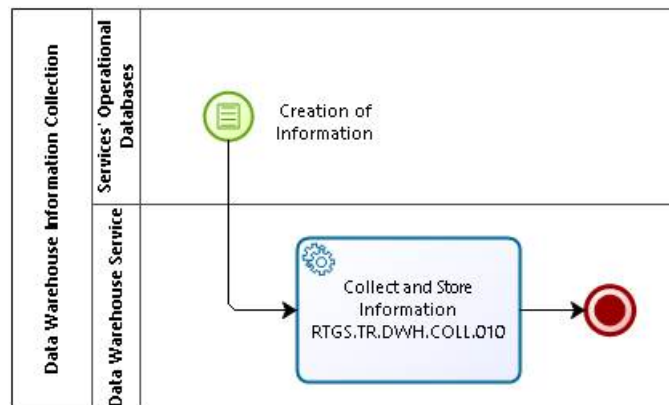 Data Warehouse Information Collection
Services' Operational
Databases
Creation of
Information
Data Warehouse Service
Collect and Store
Information
RTGS.TR.DWH.COLL.010